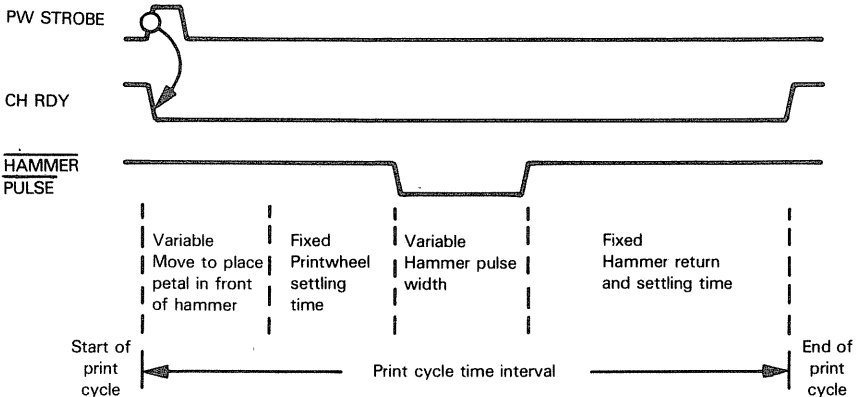 PW STROBE
CH RDY
HAMMER
PULSE
Variable
Move to place
petal in front
of hammer
Fixed
Printwheel
settling
time
Variable
Hammer pulse
width
Fixed
Hammer return
and settling time
Start of
print
cycle
Print cycle time interval
End of
print
cycle